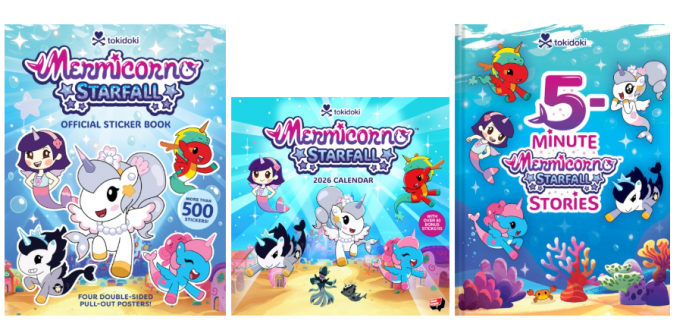 tokidoki
Mermicorno™
STARFALL
OFFICIAL STICKER BOOK
MORE THAN
500
STICKERS!
FOUR DOUBLE-SIDED
PULL-OUT POSTERS!
tokidoki
Mermicorno
STARFALL
2026 CALENDAR
WITH
OVER 50
BONUS
STICKERS!
tokidoki
5-
MINUTE
Mermicorno
STARFALL
STORIES